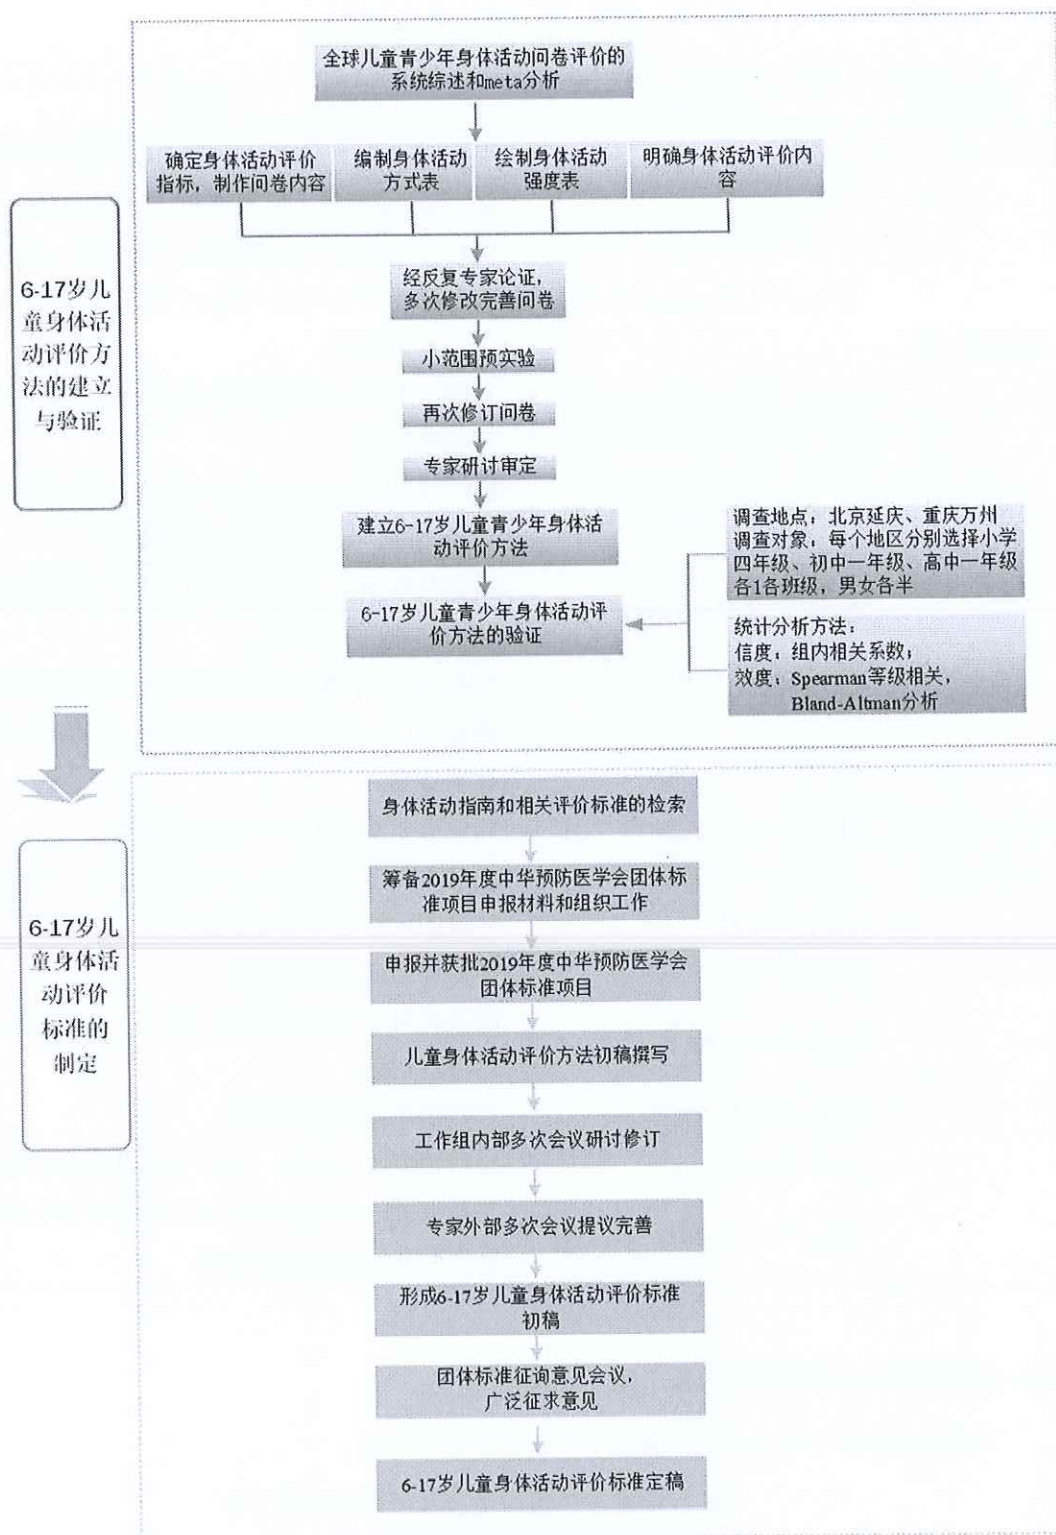 全球儿童青少年身体活动问卷评价的
系统综述和meta分析
确定身体活动评价
指标，制作问卷内容
编制身体活动
方式表
绘制身体活动
强度表
明确身体活动评价内
容
6-17岁儿
童身体活
动评价方
法的建立
与验证
经反复专家论证，
多次修改完善问卷
小范围预实验
再次修订问卷
专家研讨审定
建立6-17岁儿童青少年身体活
动评价方法
6-17岁儿童青少年身体活动评
价方法的验证
调查地点：北京延庆、重庆万州
调查对象：每个地区分别选择小学
四年级、初中一年级、高中一年级
各1各班级，男女各半
统计分析方法：
信度：组内相关系数；
效度：Spearman等级相关，
Bland-Altman分析
6-17岁儿
童身体活
动评价
标准的
制定
身体活动指南和相关评价标准的检索
筹备2019年度中华预防医学会团体标
准项目申报材料和组织工作
申报并获批2019年度中华预防医学会
团体标准项目
儿童身体活动评价方法初稿撰写
工作组内部多次会议研讨修订
专家外部多次会议提议完善
形成6-17岁儿童身体活动评价标准
初稿
团体标准征询意见会议，
广泛征求意见
6-17岁儿童身体活动评价标准定稿